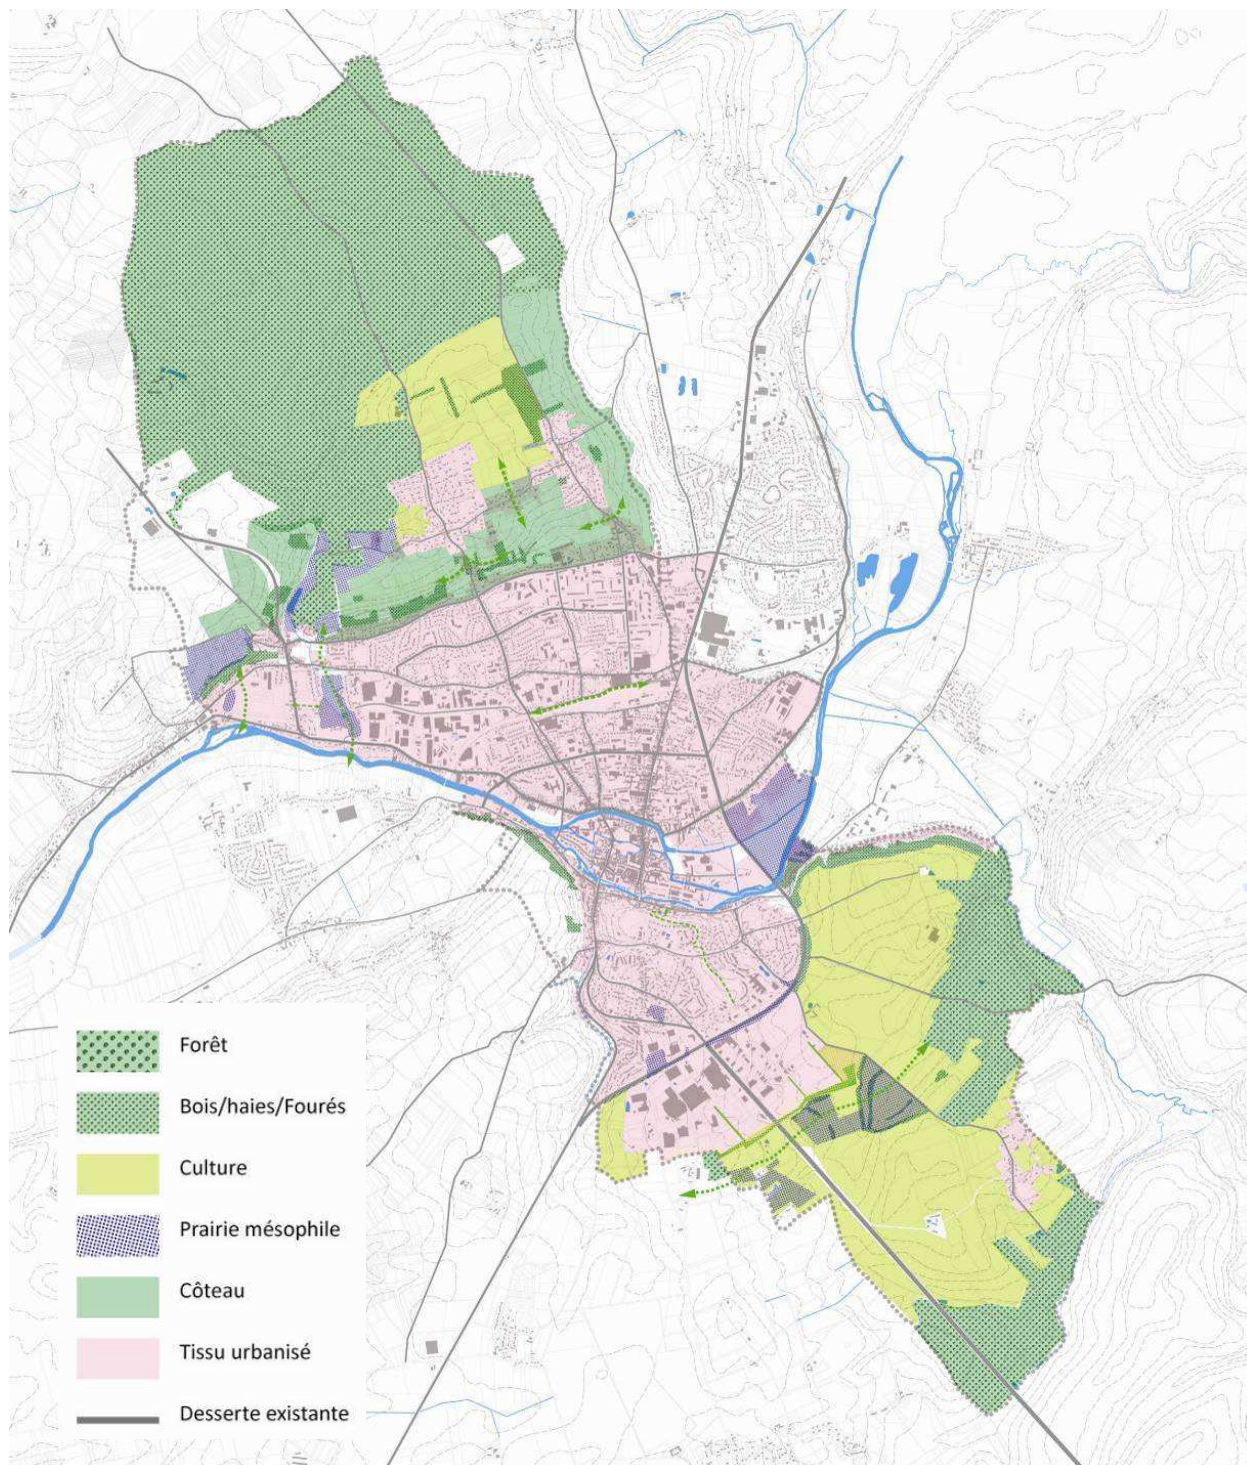 Forêt
Bois/haies/Fourés
Culture
Prairie mésophile
Côteau
Tissu urbanisé
Desserte existante